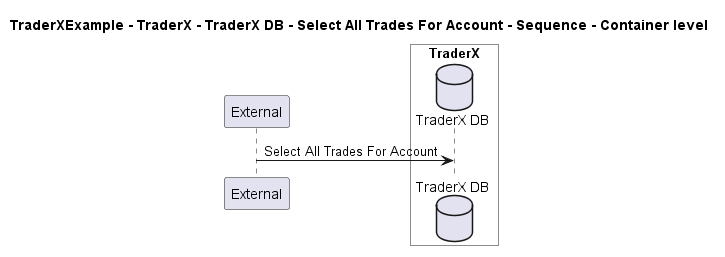 TraderXExample - TraderX - TraderX DB - Select All Trades For Account - Sequence - Container level
TraderX
External
TraderX DB
Select All Trades For Account
External
TraderX DB